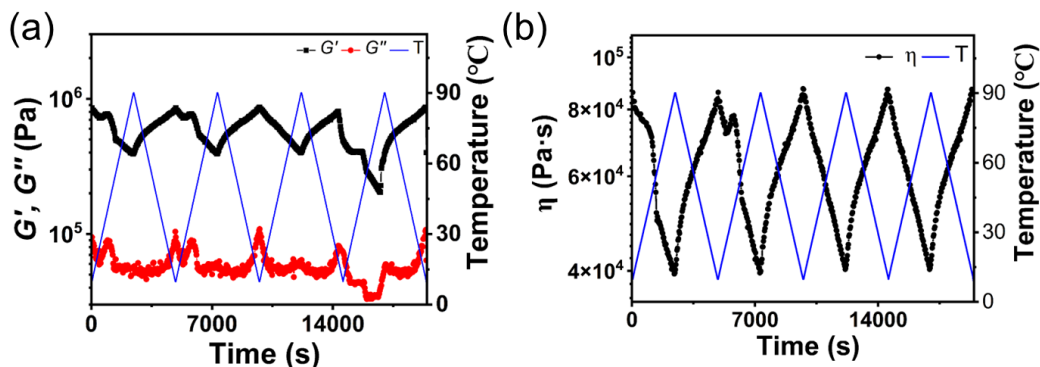 (a)
G' G'' T
10⁶
10⁵
G', G'' (Pa)
0 7000 14000
Time (s)
90
60
30
0
Temperature (°C)
(b)
η T
10⁵
8×10⁴
6×10⁴
4×10⁴
η (Pa·s)
0 7000 14000
Time (s)
90
60
30
0
Temperature (°C)